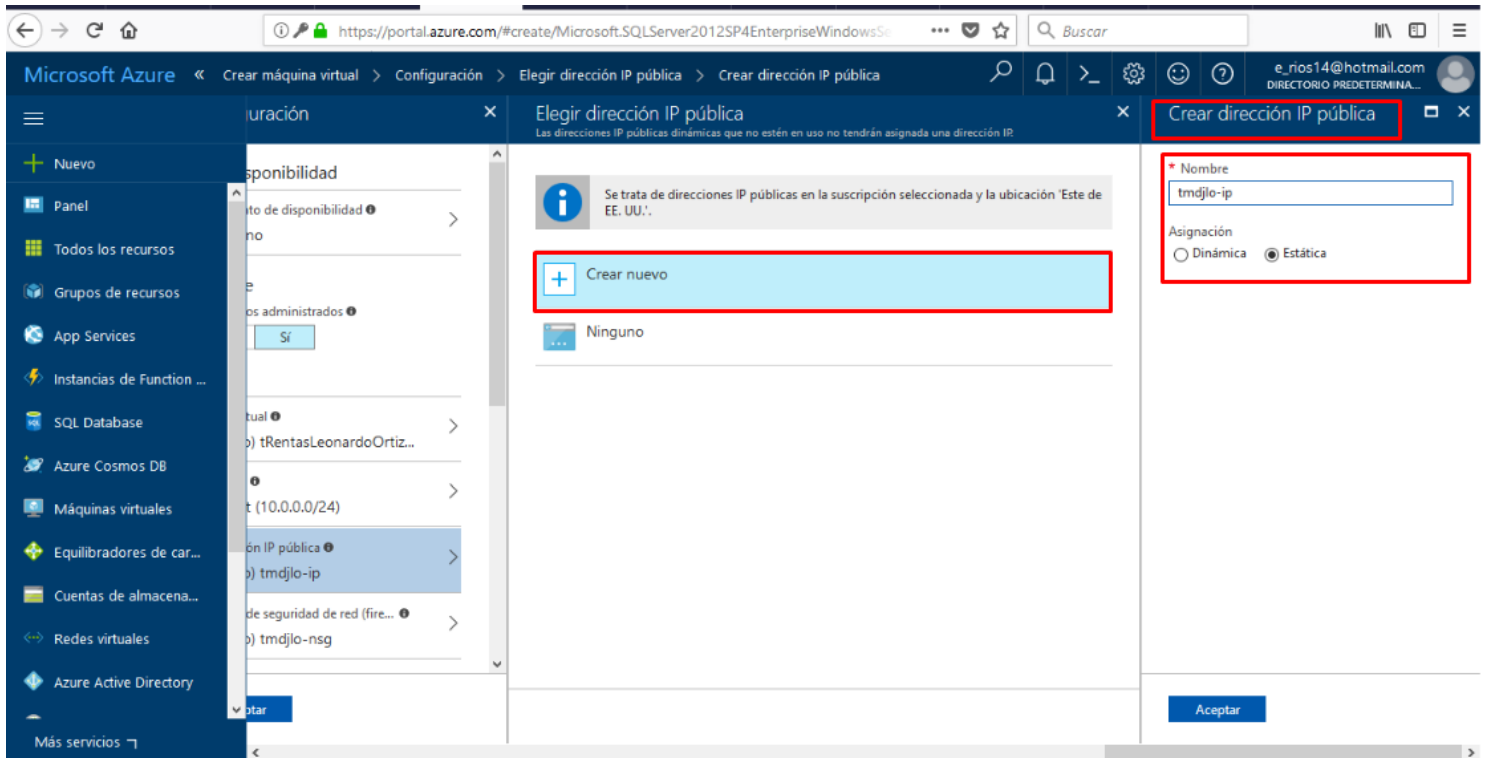 https://portal.azure.com/#create/Microsoft.SQLServer2012SP4EnterpriseWindowsSe
Buscar
Microsoft Azure « Crear máquina virtual > Configuración > Elegir dirección IP pública > Crear dirección IP pública
e_rios14@hotmail.com
DIRECTORIO PREDETERMINA...
Nuevo
Panel
Todos los recursos
Grupos de recursos
App Services
Instancias de Function ...
SQL Database
Azure Cosmos DB
Máquinas virtuales
Equilibradores de car...
Cuentas de almacena...
Redes virtuales
Azure Active Directory
Más servicios
uración
sponibilidad
to de disponibilidad
no
e
os administrados
Sí
tual
o) tRentasLeonardoOrtiz...
t (10.0.0.0/24)
ón IP pública
o) tmdjlo-ip
de seguridad de red (fire...
o) tmdjlo-nsg
ptar
Elegir dirección IP pública
Las direcciones IP públicas dinámicas que no estén en uso no tendrán asignada una dirección IP.
Se trata de direcciones IP públicas en la suscripción seleccionada y la ubicación 'Este de
EE. UU.'.
Crear nuevo
Ninguno
Crear dirección IP pública
* Nombre
tmdjlo-ip
Asignación
Dinámica Estática
Aceptar